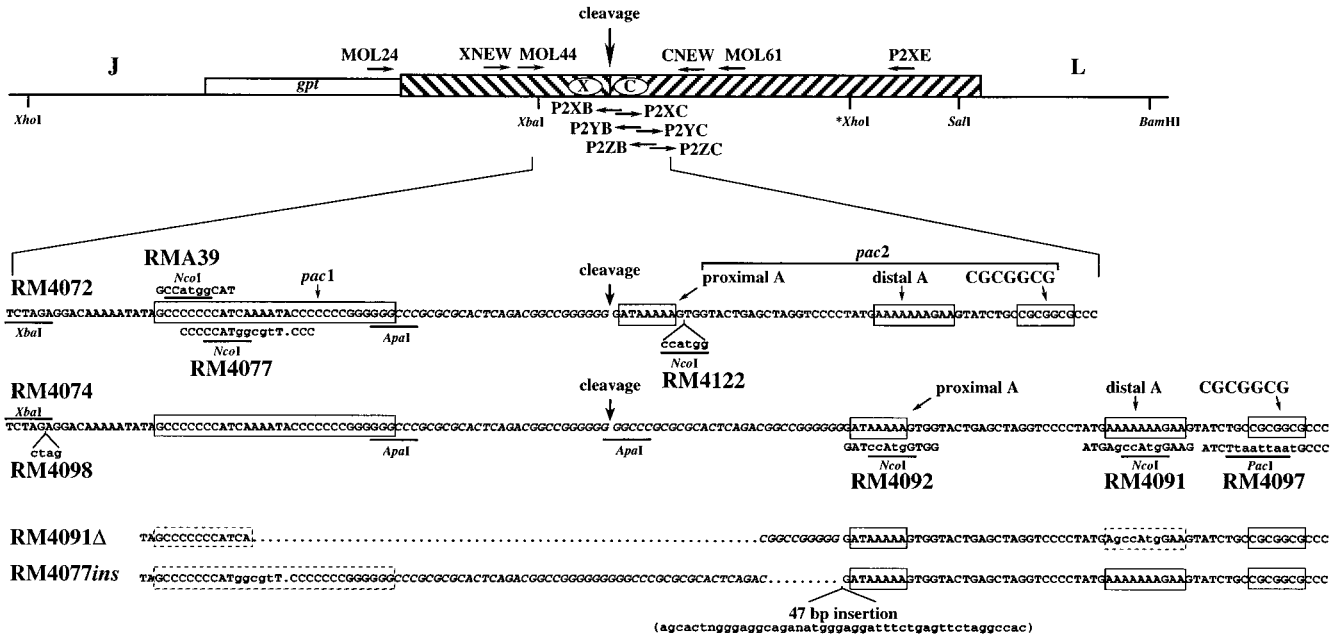 cleavage
MOL24 XNEW MOL44 CNEW MOL61 P2XE
J L
gpt X C
XhoI XbaI P2XB P2XC *XhoI SalI BamHI
P2YB P2YC
P2ZB P2ZC
RMA39 pac2
NcoI pac1 cleavage proximal A distal A CGCGGCG
RM4072 GCCatggCAT
TCTAGAGGACAAAAATATAGCCCCCCCATCAAAATACCCCCCCGGGGGGCCCGCGCGCACTCAGACGGCCGGGGGG GATAAAAAGTGGTACTGAGCTAGGTCCCCTATGAAAAAAAGAAGTATCTGCCGCGGCGCCC
XbaI CCCCCATggcgtT.CCC ApaI ccatgg
NcoI NcoI
RM4077 RM4122
RM4074 cleavage proximal A distal A CGCGGCG
XbaI
TCTAGAGGACAAAAATATAGCCCCCCCATCAAAATACCCCCCCGGGGGGCCCGCGCGCACTCAGACGGCCGGGGGG GGCCCGCGCGCACTCAGACGGCCGGGGGGGATAAAAAGTGGTACTGAGCTAGGTCCCCTATGAAAAAAAGAAGTATCTGCCGCGGCGCCC
ctag ApaI ApaI GATccAtgGTGG ATGAgccAtgGAAG ATCTtaattaatGCCC
RM4098 NcoI NcoI PacI
RM4092 RM4091 RM4097
RM4091Δ TAGCCCCCCCATCA CGGCCGGGGG GATAAAAAGTGGTACTGAGCTAGGTCCCCTATGAgccAtgGAAGTATCTGCCGCGGCGCCC
RM4077ins TAGCCCCCCCATggcgtT.CCCCCCCGGGGGGCCCGCGCGCACTCAGACGGCCGGGGGGGGGCCCGCGCGCACTCAGAC.........GATAAAAAGTGGTACTGAGCTAGGTCCCCTATGAAAAAAAGAAGTATCTGCCGCGGCGCCC
47 bp insertion
(agcactngggaggcaganatgggaggatttctgagttctaggccac)